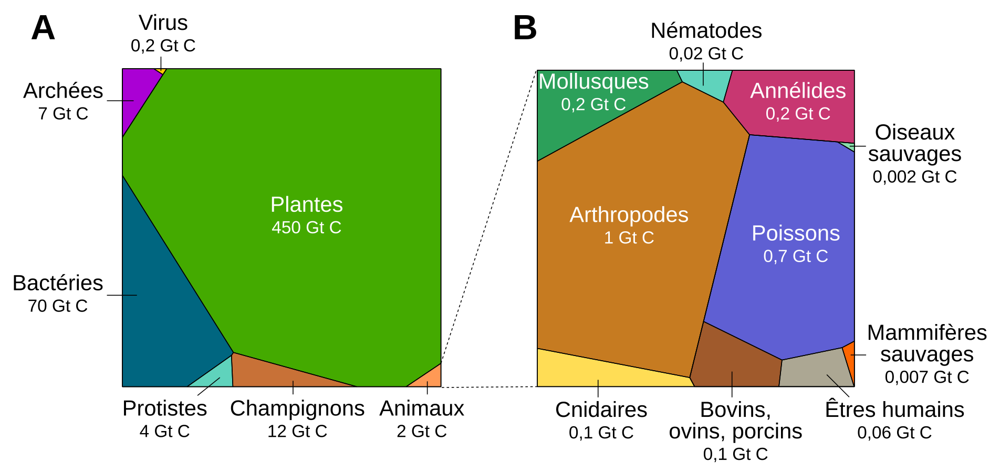 A
Virus
0,2 Gt C
Archées
7 Gt C
Plantes
450 Gt C
Bactéries
70 Gt C
Protistes
4 Gt C
Champignons
12 Gt C
Animaux
2 Gt C
B
Nématodes
0,02 Gt C
Mollusques
0,2 Gt C
Annélides
0,2 Gt C
Oiseaux
sauvages
0,002 Gt C
Arthropodes
1 Gt C
Poissons
0,7 Gt C
Mammifères
sauvages
0,007 Gt C
Cnidaires
0,1 Gt C
Bovins,
ovins, porcins
0,1 Gt C
Êtres humains
0,06 Gt C